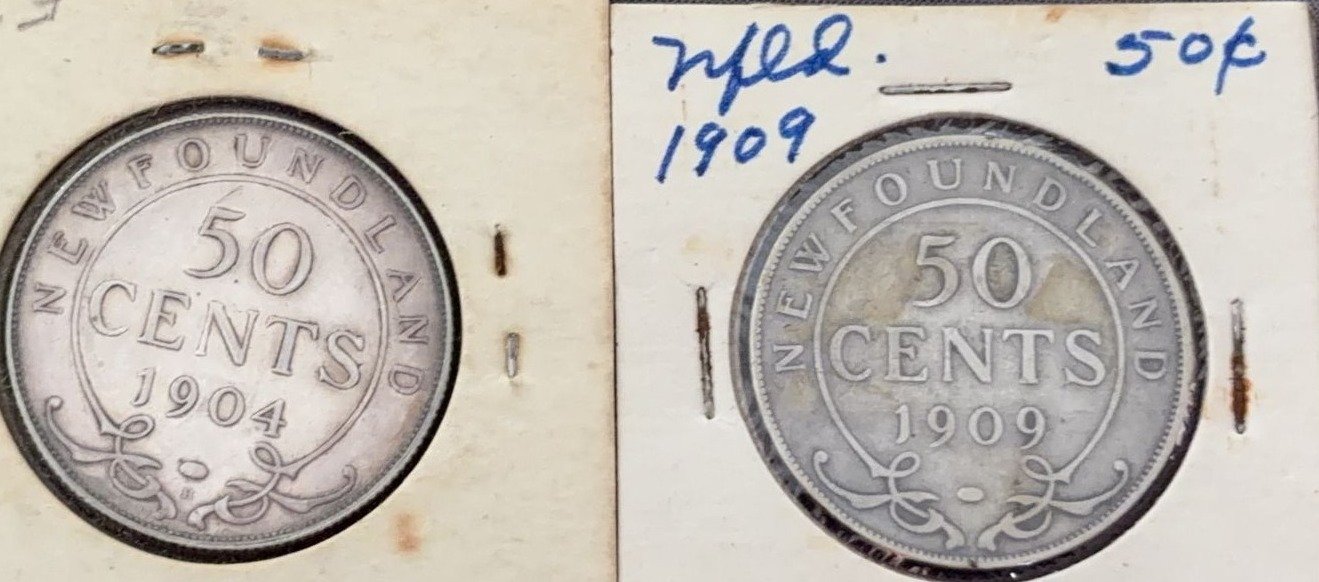 NEWFOUNDLAND
50
CENTS
1904
H
Nfld. 50¢
1909
NEWFOUNDLAND
50
CENTS
1909